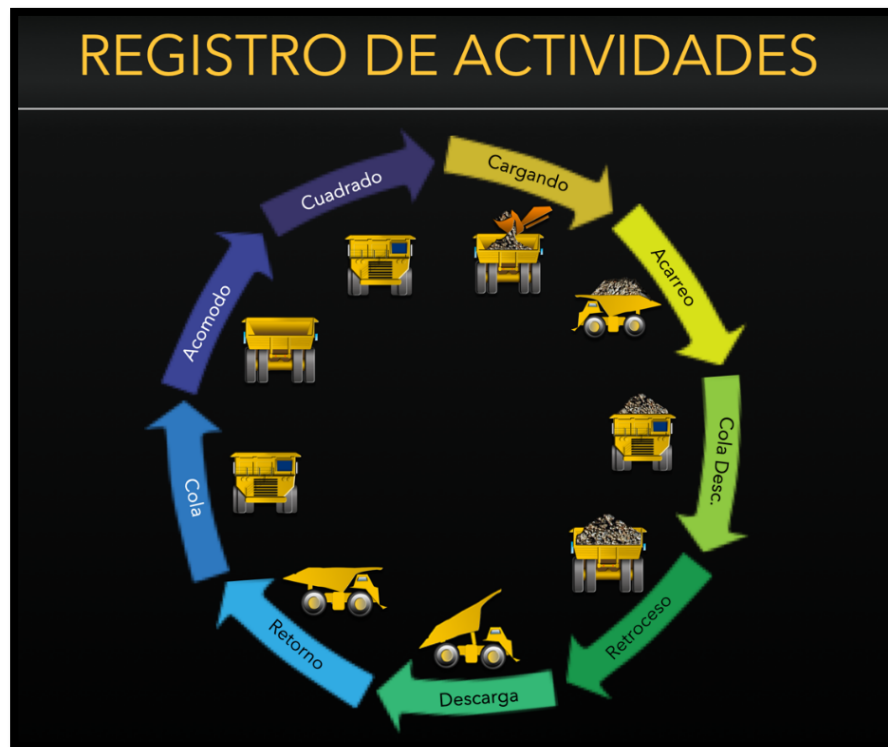 REGISTRO DE ACTIVIDADES
Cargando
Acarreo
Cola Desc.
Retroceso
Descarga
Retorno
Cola
Acomodo
Cuadrado